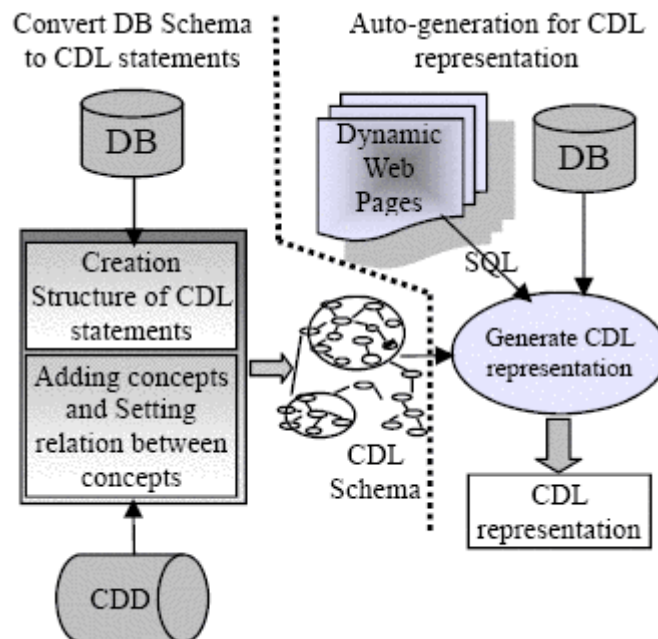 Convert DB Schema
to CDL statements
DB
Creation
Structure of CDL
statements
Adding concepts
and Setting
relation between
concepts
CDD
CDL
Schema
Auto-generation for CDL
representation
Dynamic
Web
Pages
DB
SQL
Generate CDL
representation
CDL
representation